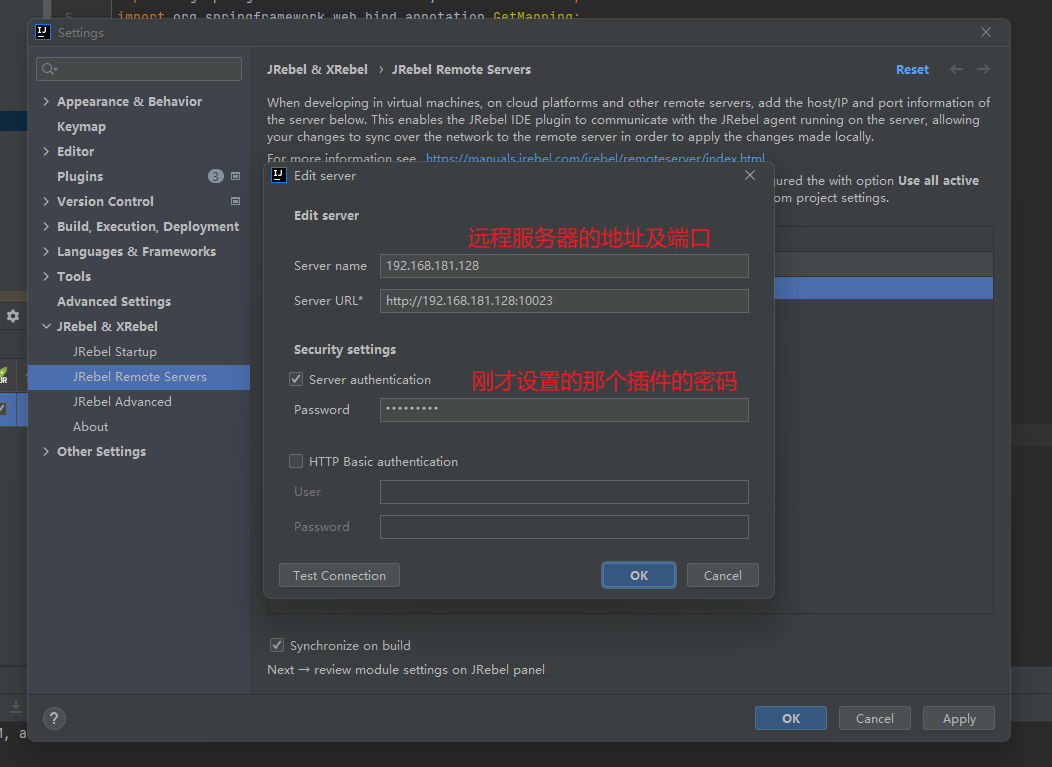 5 import org.springframework.web.bind.annotation.GetMapping;
Settings
JRebel & XRebel › JRebel Remote Servers
Reset
When developing in virtual machines, on cloud platforms and other remote servers, add the host/IP and port information of
the server below. This enables the JRebel IDE plugin to communicate with the JRebel agent running on the server, allowing
your changes to sync over the network to the remote server in order to apply the changes made locally.
For more information see https://manuals.jrebel.com/jrebel/remoteserver/index.html
ured the with option Use all active
om project settings.
Appearance & Behavior
Keymap
Editor
Plugins 3
Version Control
Build, Execution, Deployment
Languages & Frameworks
Tools
Advanced Settings
JRebel & XRebel
JRebel Startup
JRebel Remote Servers
JRebel Advanced
About
Other Settings
Edit server
Edit server
远程服务器的地址及端口
Server name 192.168.181.128
Server URL* http://192.168.181.128:10023
Security settings
Server authentication
刚才设置的那个插件的密码
Password •••••••••
HTTP Basic authentication
User
Password
Test Connection
OK
Cancel
Synchronize on build
Next → review module settings on JRebel panel
?
OK
Cancel
Apply